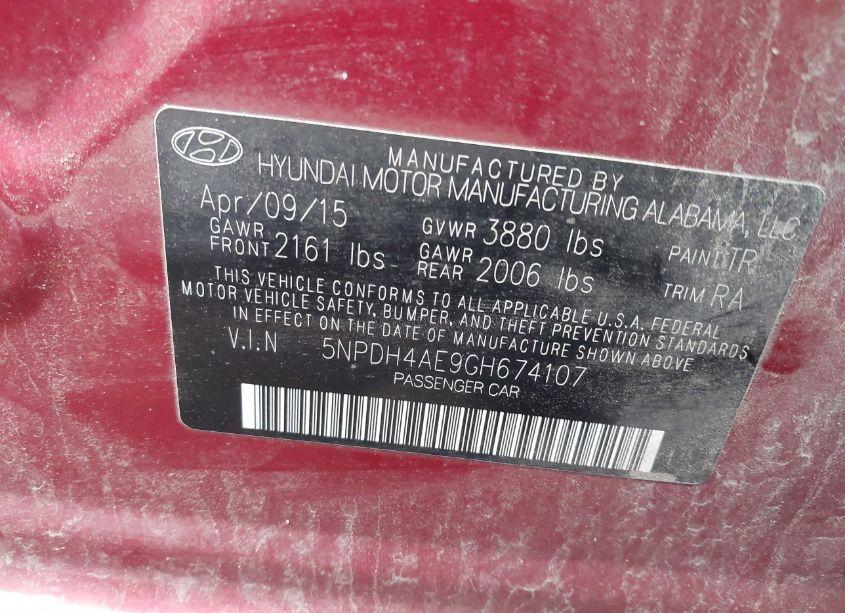 MANUFACTURED BY
HYUNDAI MOTOR MANUFACTURING ALABAMA, LLC
Apr/09/15 GVWR 3880 lbs PAINT TR
GAWR FRONT 2161 lbs GAWR REAR 2006 lbs TRIM RA
THIS VEHICLE CONFORMS TO ALL APPLICABLE U.S.A. FEDERAL
MOTOR VEHICLE SAFETY, BUMPER, AND THEFT PREVENTION STANDARDS
IN EFFECT ON THE DATE OF MANUFACTURE SHOWN ABOVE
V.I.N 5NPDH4AE9GH674107
PASSENGER CAR